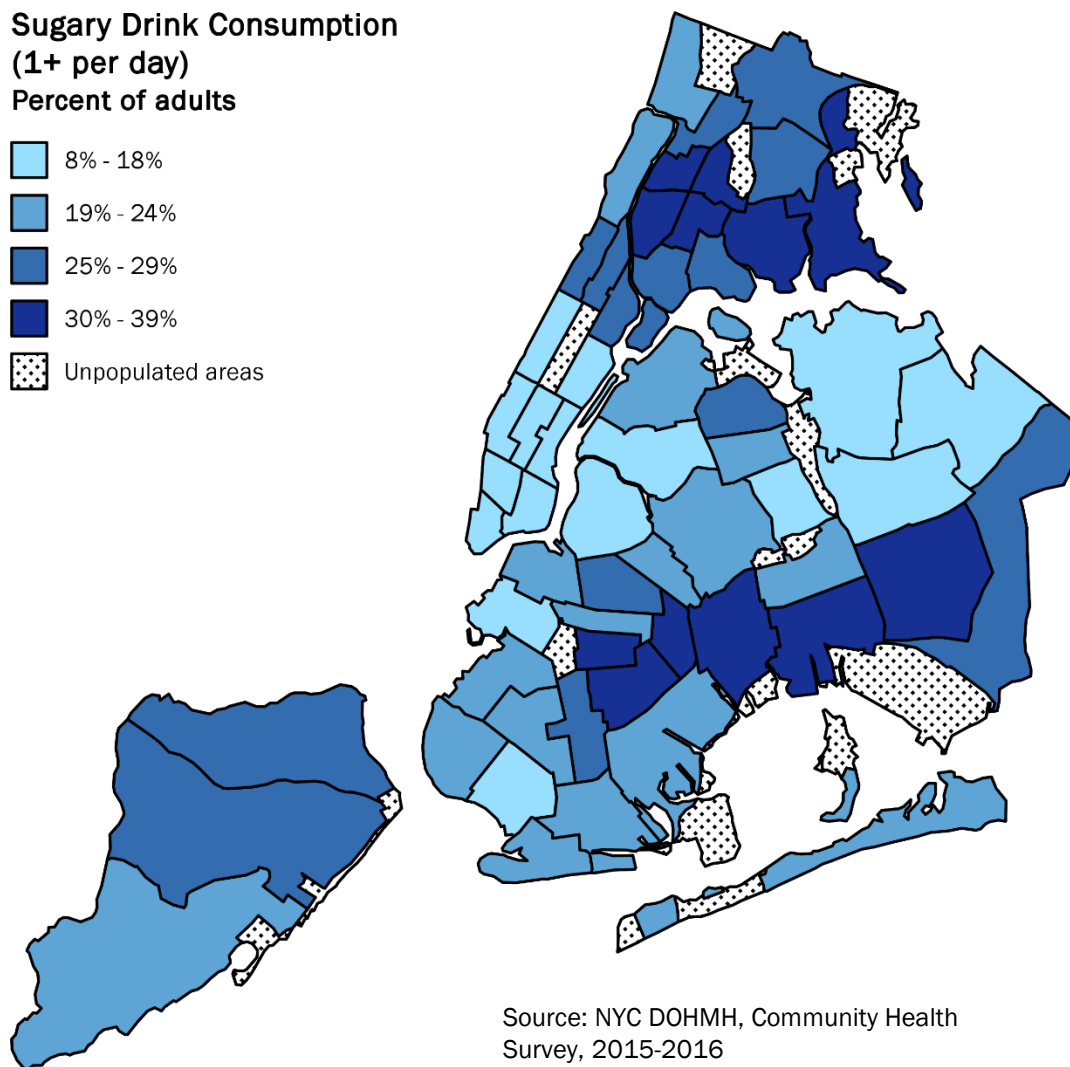 Sugary Drink Consumption
(1+ per day)
Percent of adults
8% - 18%
19% - 24%
25% - 29%
30% - 39%
Unpopulated areas
Source: NYC DOHMH, Community Health
Survey, 2015-2016